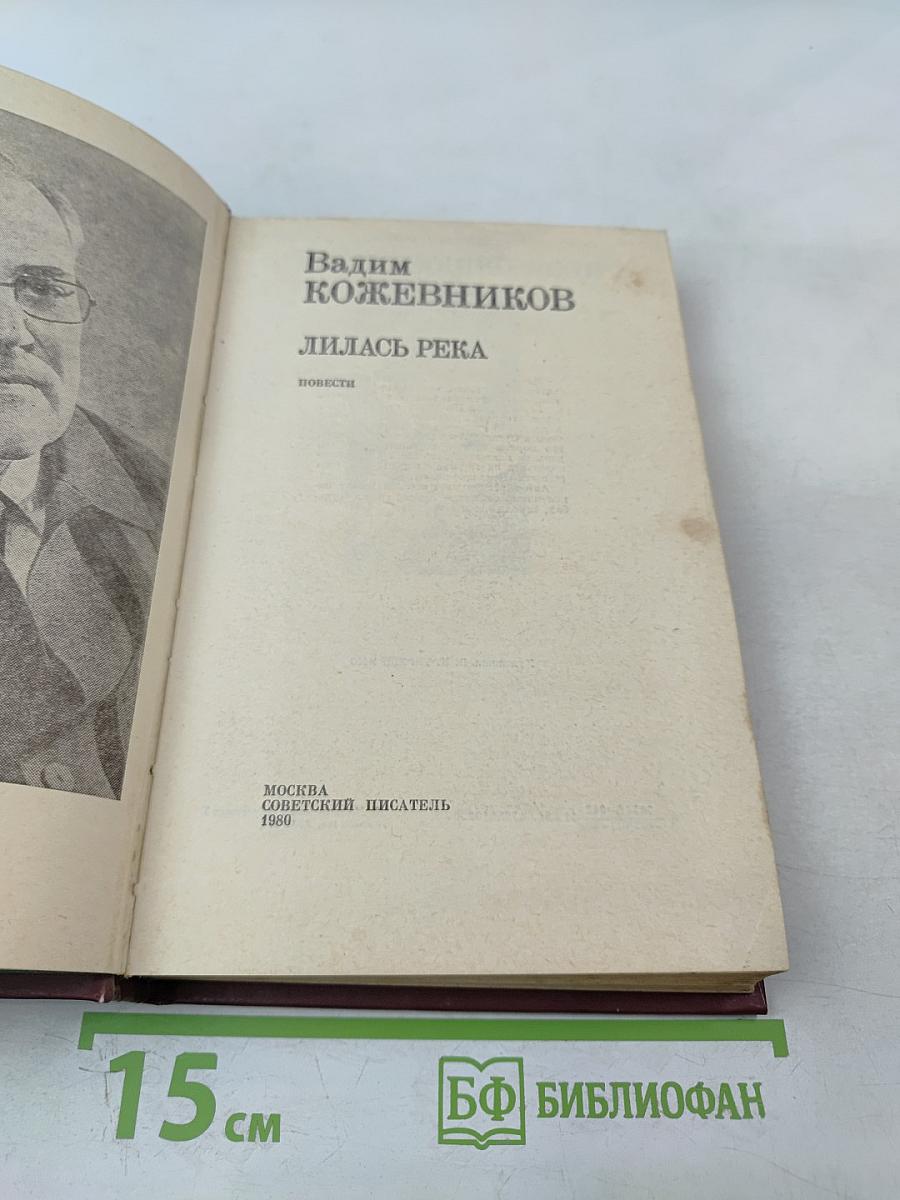 Вадим
КОЖЕВНИКОВ
ЛИЛАСЬ РЕКА
ПОВЕСТИ
МОСКВА
СОВЕТСКИЙ ПИСАТЕЛЬ
1980
15 см
БФ БИБЛИОФАН